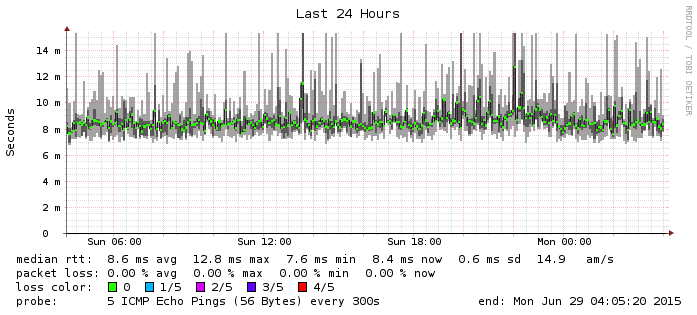 Last 24 Hours
RRDTOOL / TOBI OETIKER
Seconds
14 m
12 m
10 m
8 m
6 m
4 m
2 m
0
Sun 06:00 Sun 12:00 Sun 18:00 Mon 00:00
median rtt: 8.6 ms avg 12.8 ms max 7.6 ms min 8.4 ms now 0.6 ms sd 14.9 am/s
packet loss: 0.00 % avg 0.00 % max 0.00 % min 0.00 % now
loss color: 0 1/5 2/5 3/5 4/5
probe: 5 ICMP Echo Pings (56 Bytes) every 300s end: Mon Jun 29 04:05:20 2015